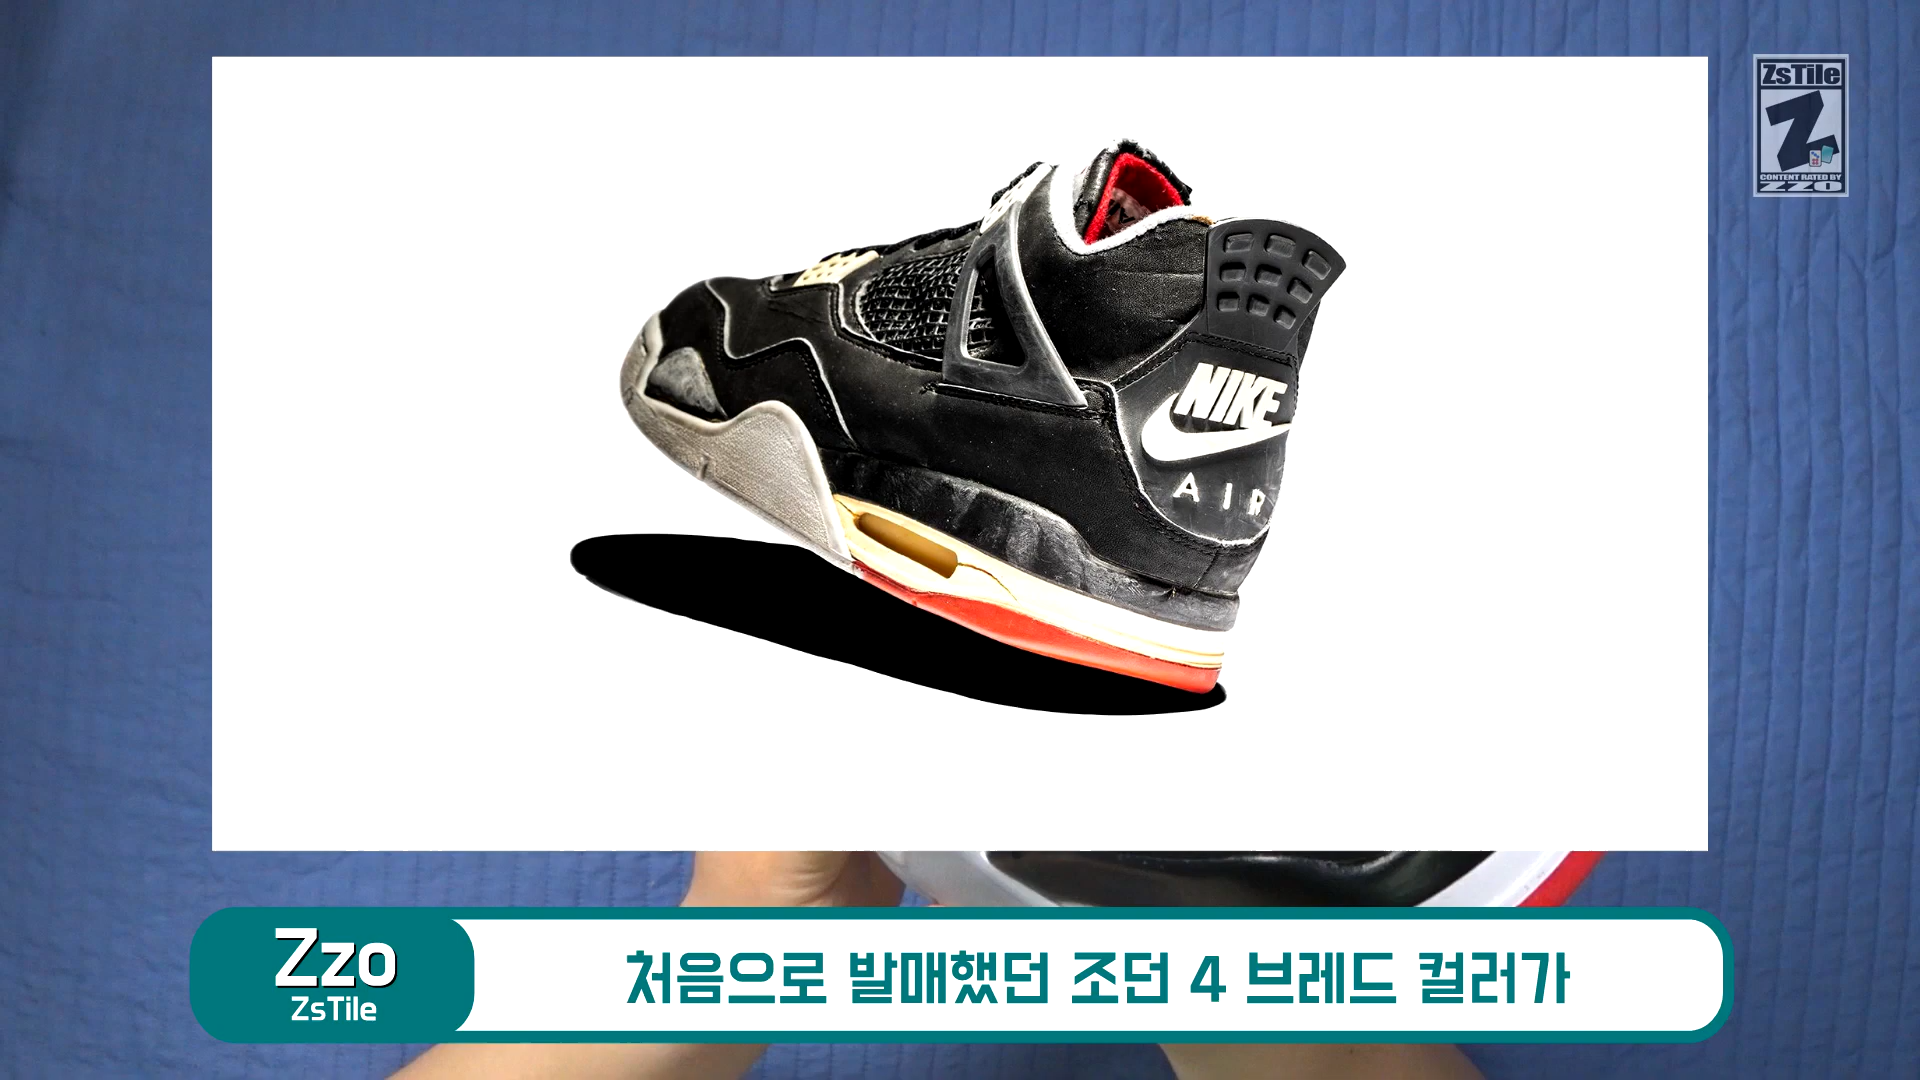 ZsTile
Z
CONTENT RATED BY
ZZO
NIKE
AIR
Zzo
ZsTile
처음으로 발매했던 조던 4 브레드 컬러가